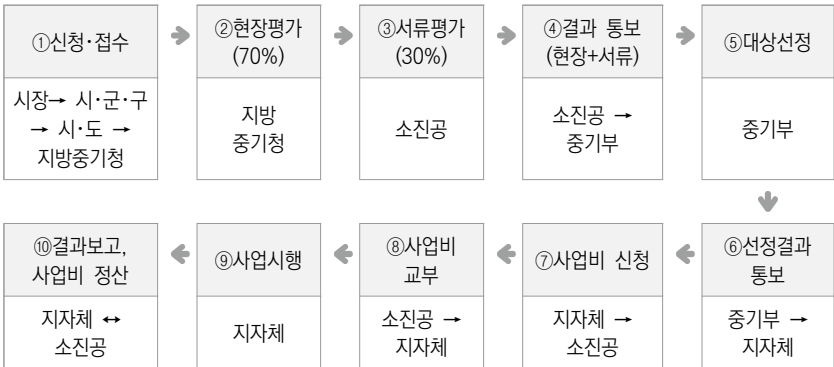 ①신청·접수
시장→ 시·군·구
→ 시·도 →
지방중기청
②현장평가
(70%)
지방
중기청
③서류평가
(30%)
소진공
④결과 통보
(현장+서류)
소진공 →
중기부
⑤대상선정
중기부
⑥선정결과
통보
중기부 →
지자체
⑦사업비 신청
지자체 →
소진공
⑧사업비
교부
소진공 →
지자체
⑨사업시행
지자체
⑩결과보고,
사업비 정산
지자체 ↔
소진공